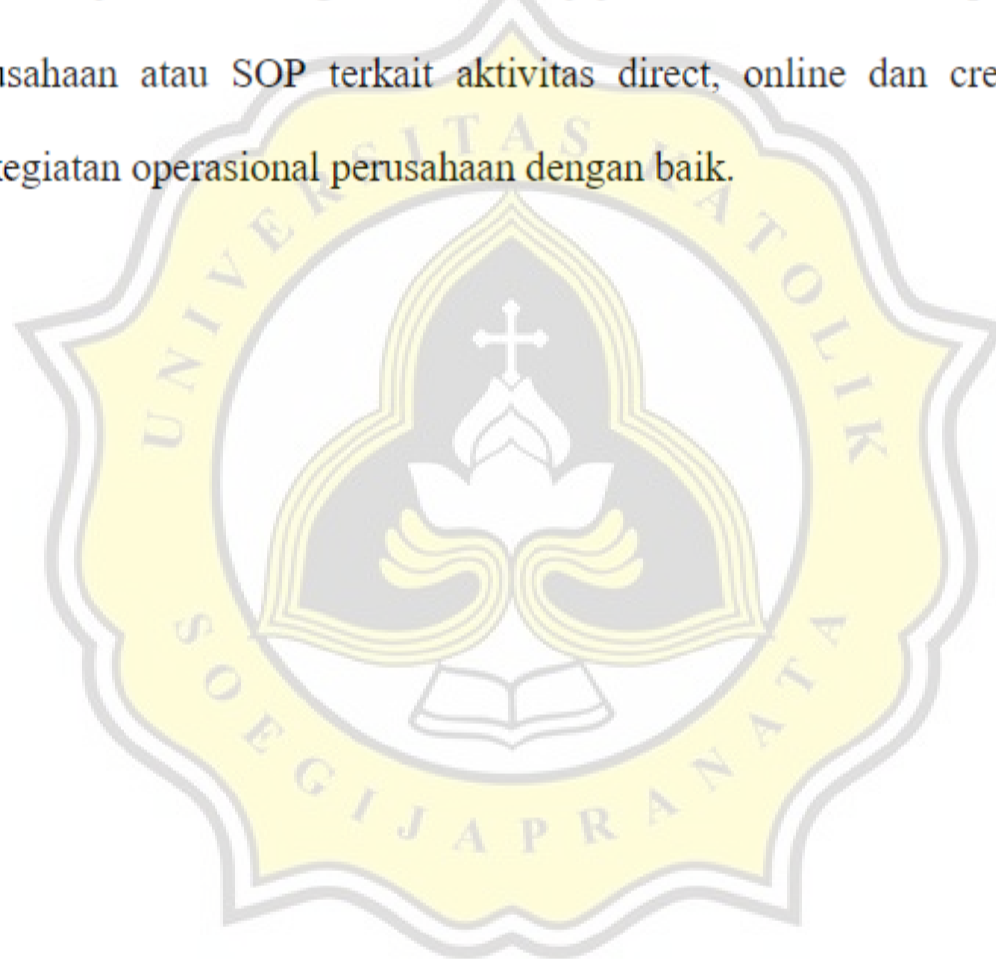 usahaan atau SOP terkait aktivitas direct, online dan cre
kegiatan operasional perusahaan dengan baik.
UNIVERSITAS KATOLIK
SOEGIJAPRANATA